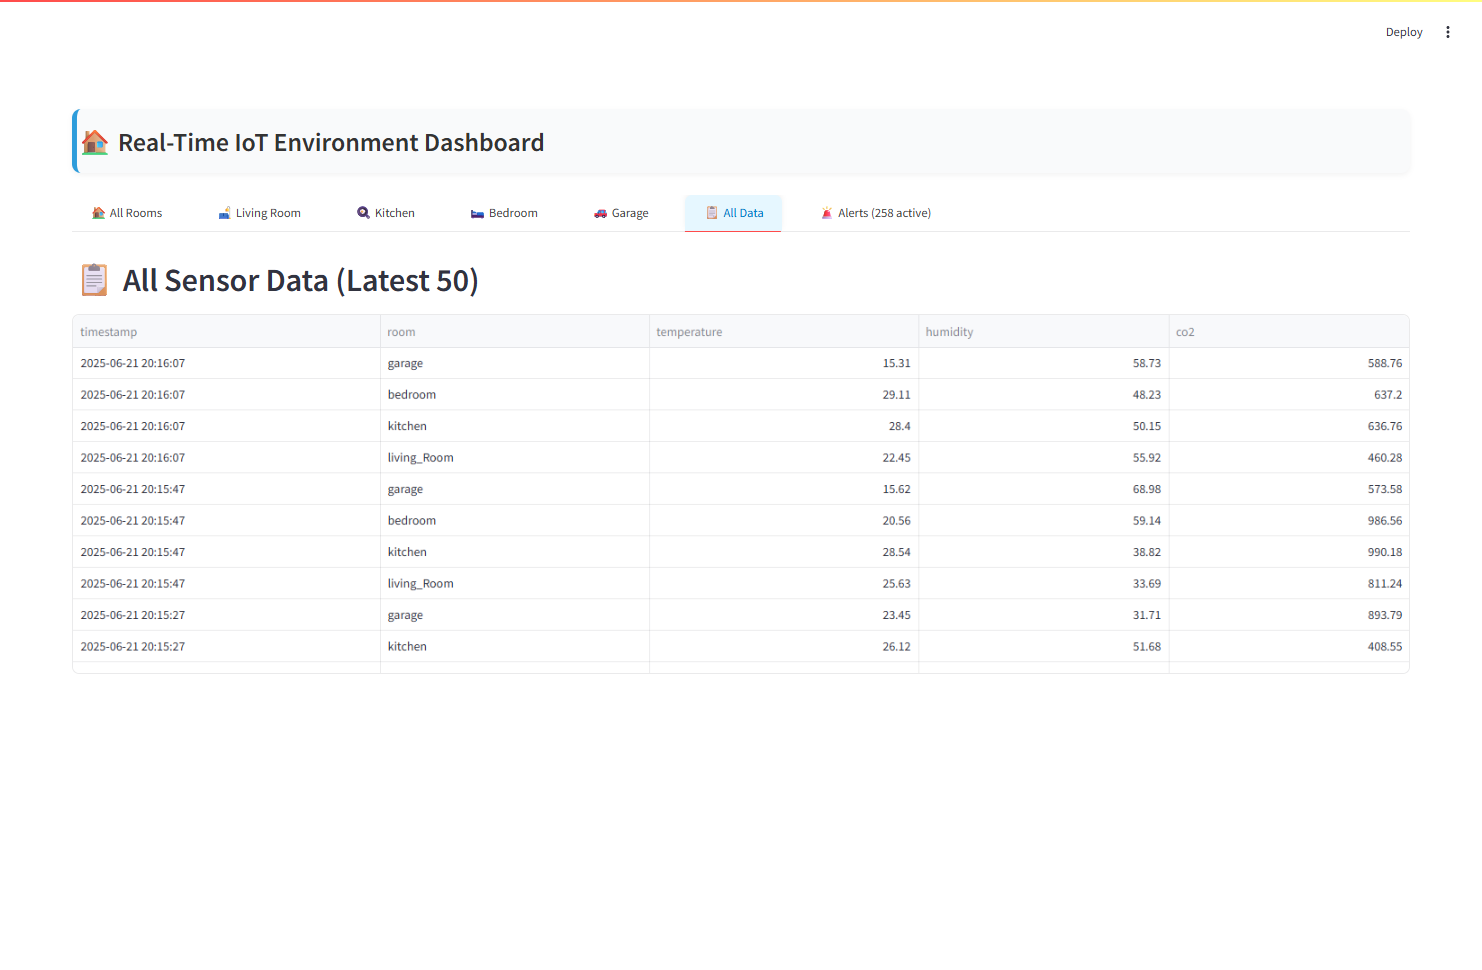 Deploy
Real-Time IoT Environment Dashboard
All Rooms Living Room Kitchen Bedroom Garage All Data Alerts (258 active)
All Sensor Data (Latest 50)
timestamp room temperature humidity co2
2025-06-21 20:16:07 garage 15.31 58.73 588.76
2025-06-21 20:16:07 bedroom 29.11 48.23 637.2
2025-06-21 20:16:07 kitchen 28.4 50.15 636.76
2025-06-21 20:16:07 living_Room 22.45 55.92 460.28
2025-06-21 20:15:47 garage 15.62 68.98 573.58
2025-06-21 20:15:47 bedroom 20.56 59.14 986.56
2025-06-21 20:15:47 kitchen 28.54 38.82 990.18
2025-06-21 20:15:47 living_Room 25.63 33.69 811.24
2025-06-21 20:15:27 garage 23.45 31.71 893.79
2025-06-21 20:15:27 kitchen 26.12 51.68 408.55